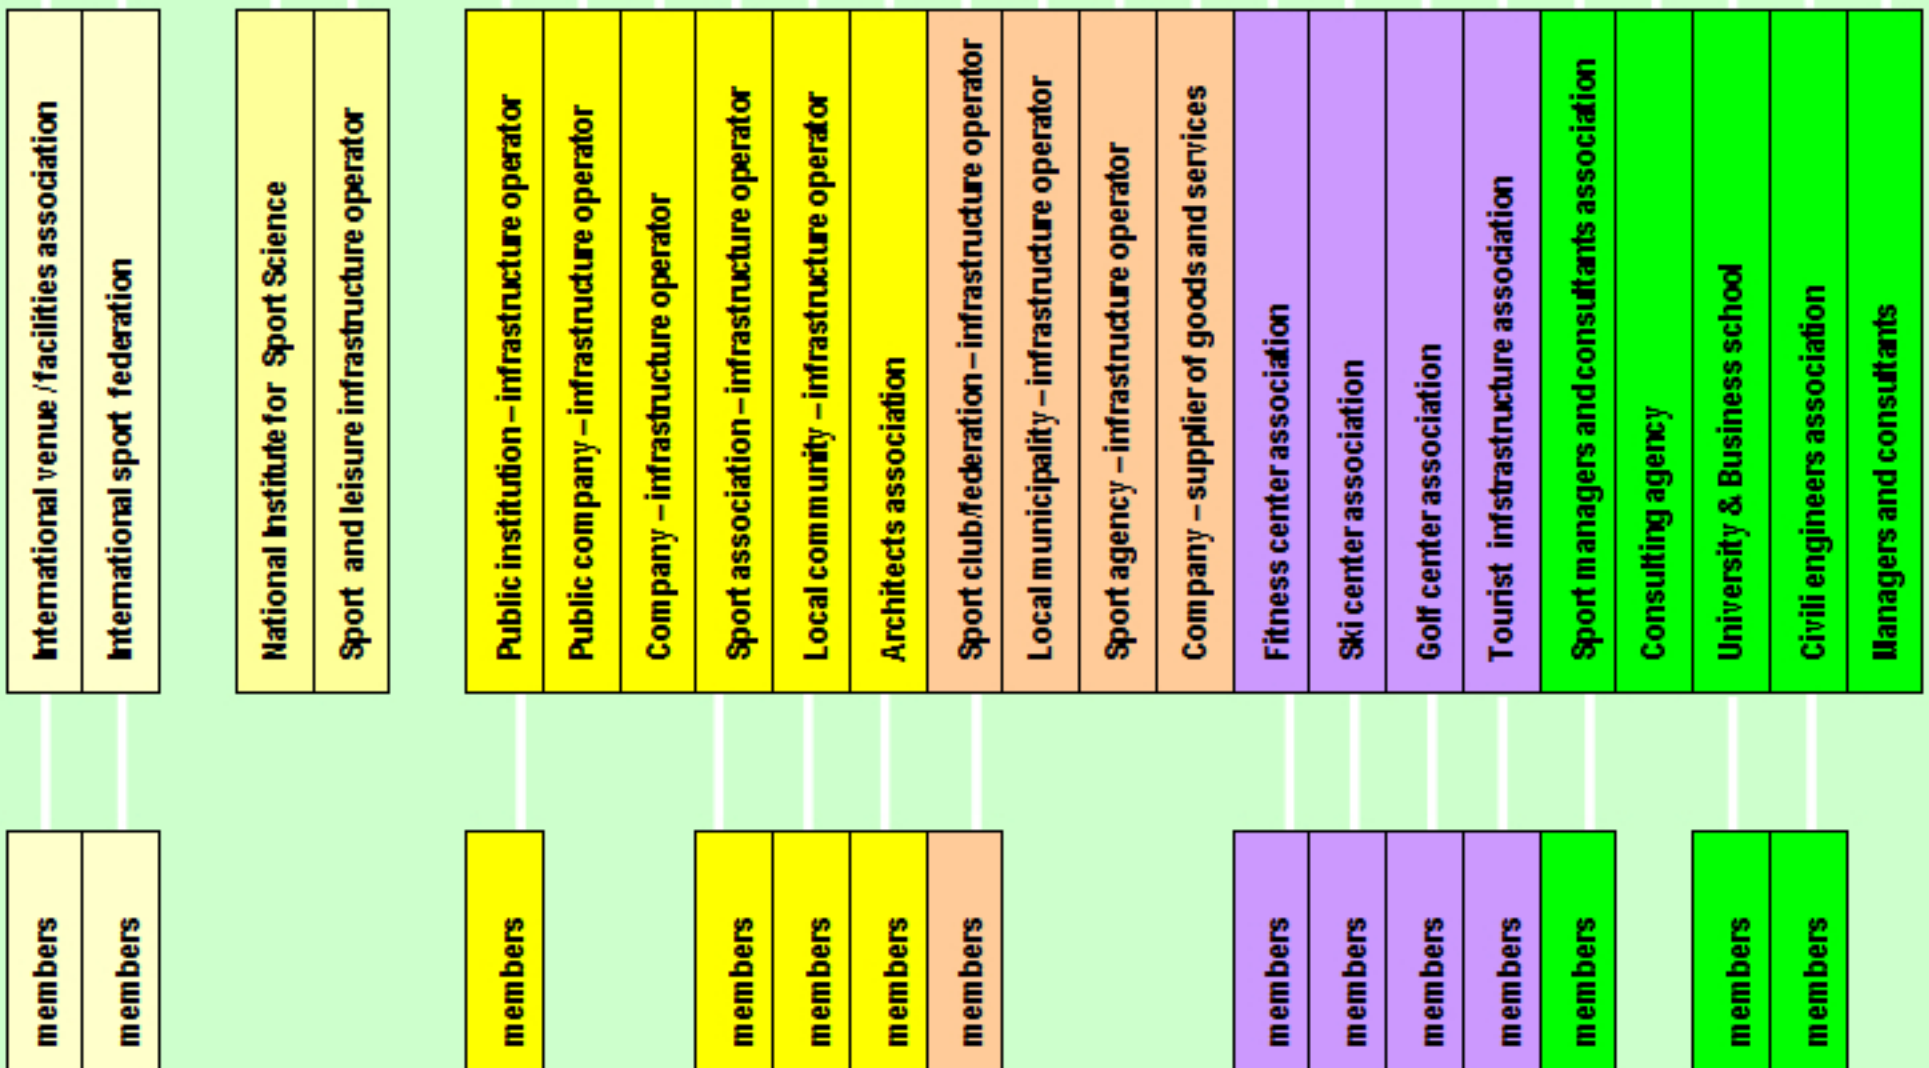 International venue / facilities association
International sport federation
National Institute for Sport Science
Sport and leisure infrastructure operator
Public institution – infrastructure operator
Public company – infrastructure operator
Company – infrastructure operator
Sport association – infrastructure operator
Local community – infrastructure operator
Architects association
Sport club/federation – infrastructure operator
Local municipality – infrastructure operator
Sport agency – infrastructure operator
Company – supplier of goods and services
Fitness center association
Ski center association
Golf center association
Tourist infstrastructure association
Sport managers and consultants association
Consulting agency
University & Business school
Civili engineers association
Managers and consultants
members
members
members
members
members
members
members
members
members
members
members
members
members
members